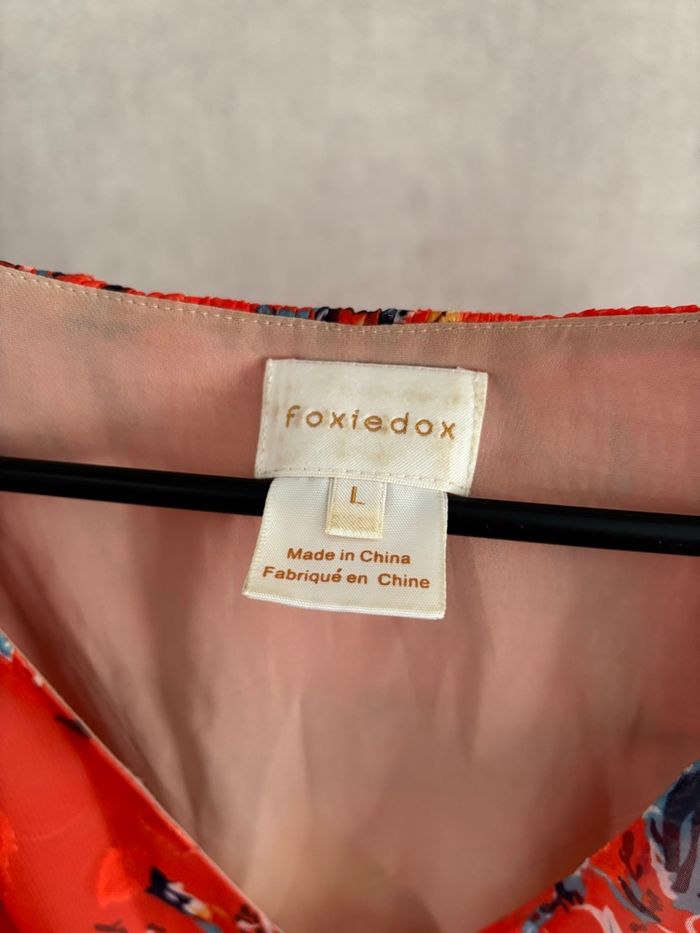 foxiedox
L
Made in China
Fabriqué en Chine